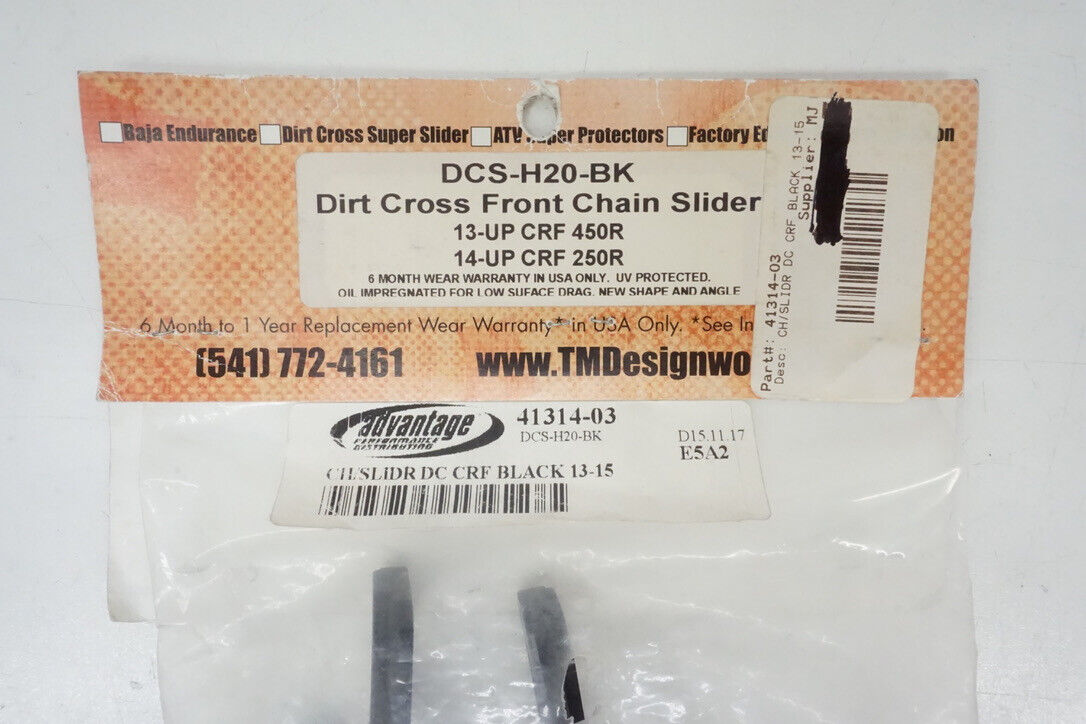 Baja Endurance Dirt Cross Super Slider ATV Super Protectors Factory
DCS-H20-BK
Dirt Cross Front Chain Slider
13-UP CRF 450R
14-UP CRF 250R
6 MONTH WEAR WARRANTY IN USA ONLY. UV PROTECTED.
OIL IMPREGNATED FOR LOW SUFACE DRAG. NEW SHAPE AND ANGLE
6 Month to 1 Year Replacement Wear Warranty* in USA Only. *See In
(541) 772-4161 www.TMDesignwo
Part#: 41314-03
Desc: CH/SLIDR DC CRF BLACK 13-15
Supplier: MJ
advantage
PERFORMANCE
DISTRIBUTING
41314-03
DCS-H20-BK
D15.11.17
E5A2
CH/SLIDR DC CRF BLACK 13-15